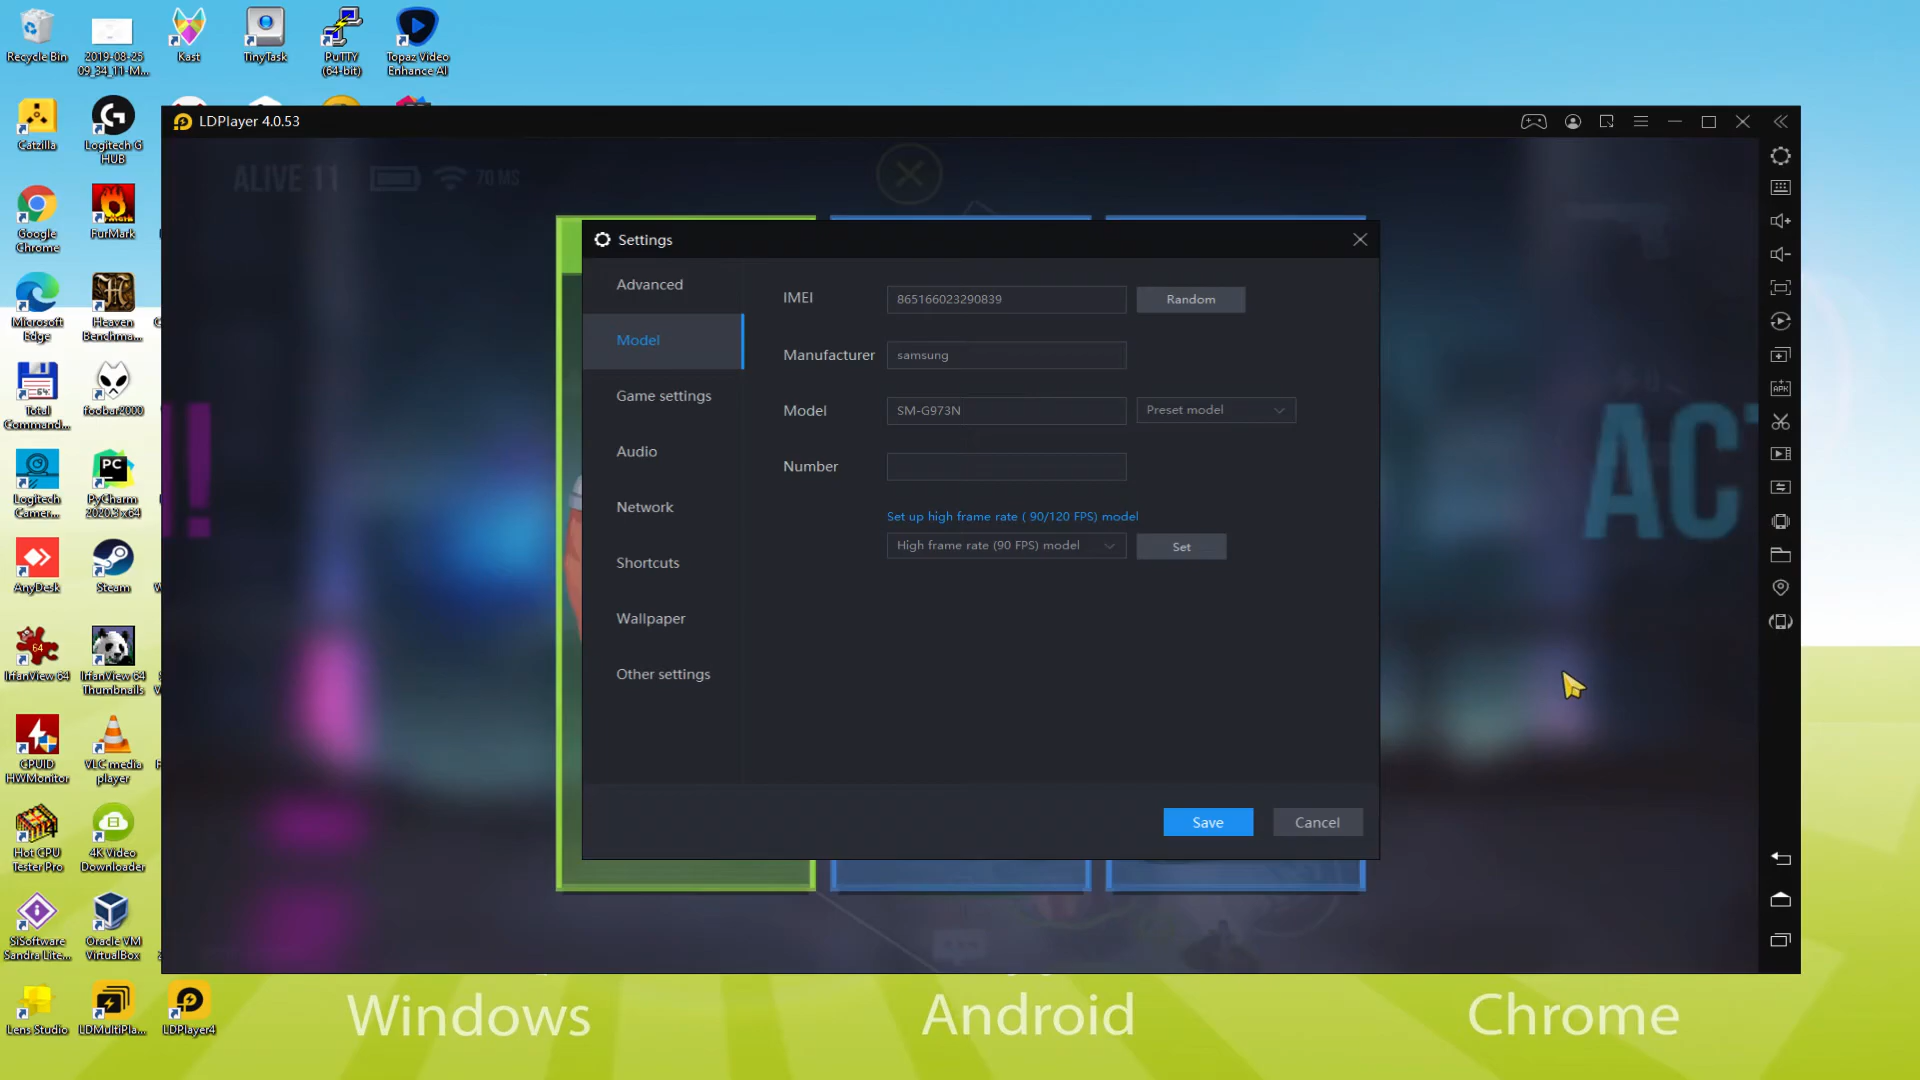 Recycle Bin
2019-08-25
09_34_11-M...
Kast
TinyTask
PuTTY
(64-bit)
Topaz Video
Enhance AI
Catzilla
Logitech G
HUB
Google
Chrome
FurMark
Microsoft
Edge
Heaven
Benchma...
Total
Command...
foobar2000
Logitech
Camer...
PyCharm
2020.3 x64
AnyDesk
Steam
IrfanView 64
IrfanView 64
Thumbnails
CPUID
HWMonitor
VLC media
player
Hot CPU
Tester Pro
4K Video
Downloader
SiSoftware
Sandra Lite...
Oracle VM
VirtualBox
Lens Studio
LDMultiPla...
LDPlayer4
LDPlayer 4.0.53
ALIVE 11
70 MS
Settings
Advanced
Model
Game settings
Audio
Network
Shortcuts
Wallpaper
Other settings
IMEI
865166023290839
Random
Manufacturer
samsung
Model
SM-G973N
Preset model
Number
Set up high frame rate ( 90/120 FPS) model
High frame rate (90 FPS) model
Set
Save
Cancel
APK
Windows
Android
Chrome